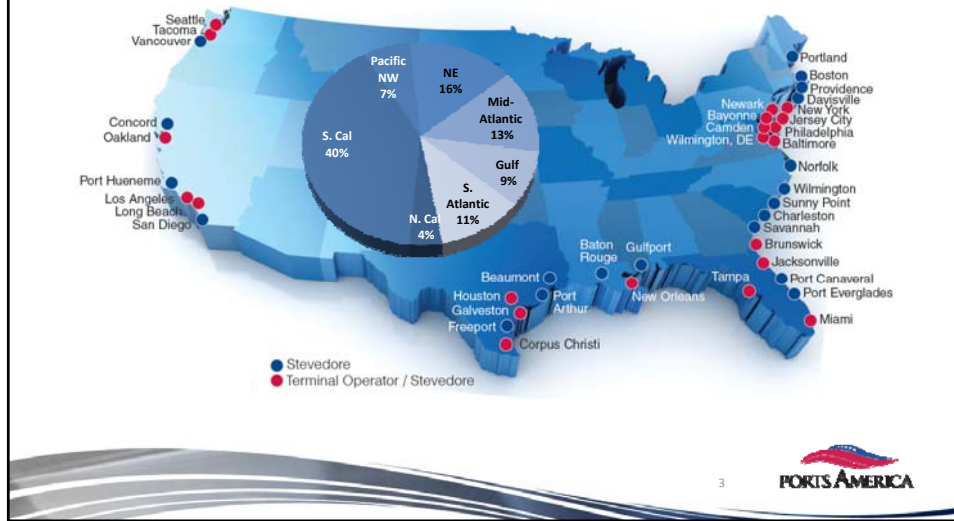 Seattle
Tacoma
Vancouver
Concord
Oakland
Port Hueneme
Los Angeles
Long Beach
San Diego
Pacific
NW
7%
NE
16%
Mid-
Atlantic
13%
Gulf
9%
S.
Atlantic
11%
N. Cal
4%
S. Cal
40%
Portland
Boston
Providence
Davisville
New York
Newark
Bayonne
Jersey City
Camden
Philadelphia
Wilmington, DE
Baltimore
Norfolk
Wilmington
Sunny Point
Charleston
Savannah
Brunswick
Jacksonville
Port Canaveral
Port Everglades
Miami
Tampa
Baton
Rouge
Gulfport
New Orleans
Beaumont
Port
Arthur
Houston
Galveston
Freeport
Corpus Christi
Stevedore
Terminal Operator / Stevedore
3
PORTS AMERICA